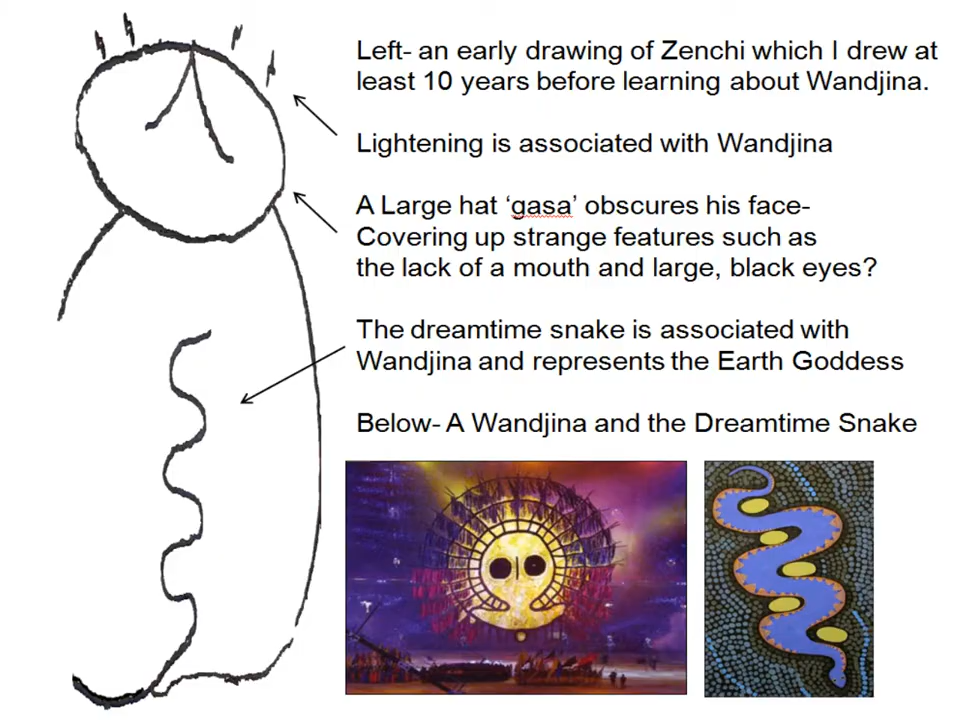 Left- an early drawing of Zenchi which I drew at
least 10 years before learning about Wandjina.
Lightening is associated with Wandjina
A Large hat ‘gasa’ obscures his face-
Covering up strange features such as
the lack of a mouth and large, black eyes?
The dreamtime snake is associated with
Wandjina and represents the Earth Goddess
Below- A Wandjina and the Dreamtime Snake